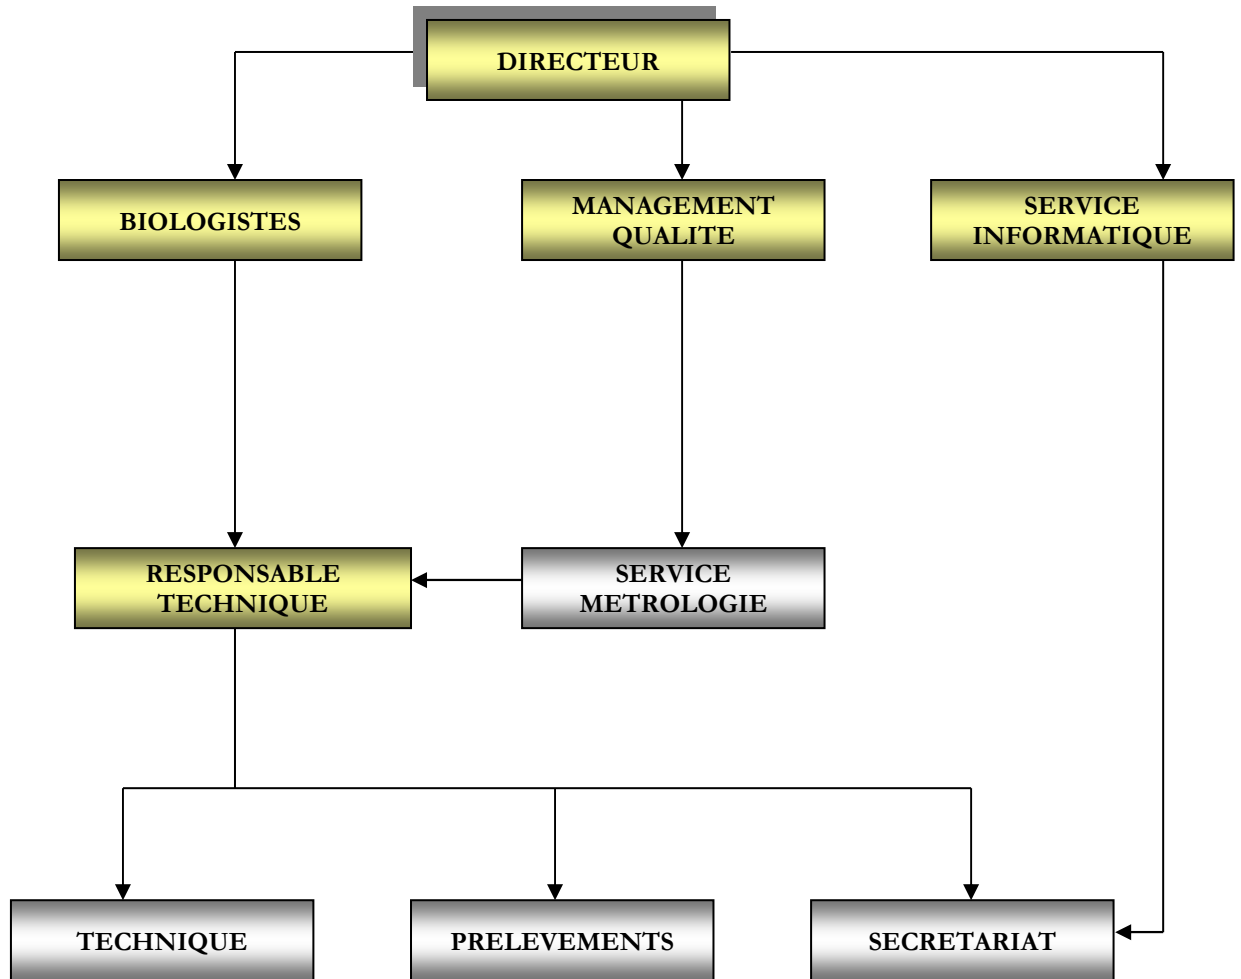 DIRECTEUR
BIOLOGISTES
MANAGEMENT
QUALITE
SERVICE
INFORMATIQUE
RESPONSABLE
TECHNIQUE
SERVICE
METROLOGIE
TECHNIQUE
PRELEVEMENTS
SECRETARIAT